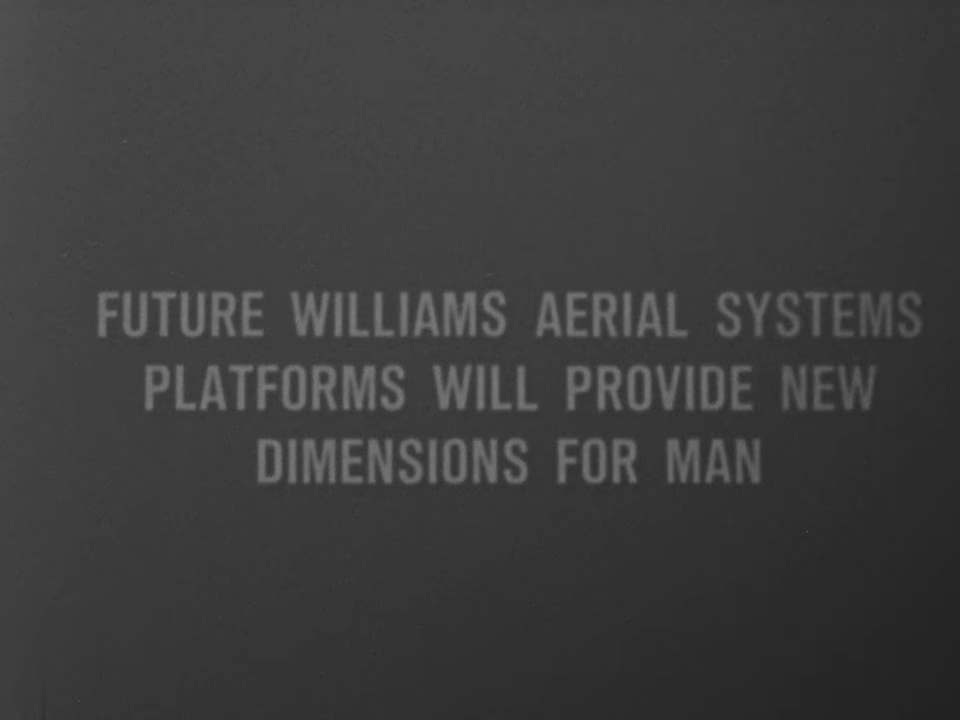 FUTURE WILLIAMS AERIAL SYSTEMS
PLATFORMS WILL PROVIDE NEW
DIMENSIONS FOR MAN